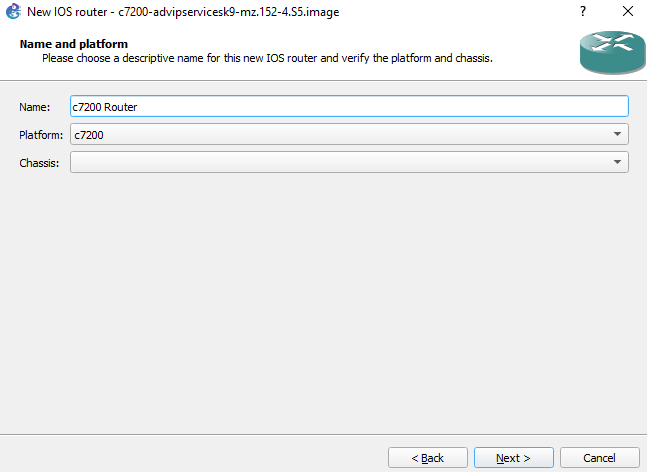 New IOS router - c7200-advipservicesk9-mz.152-4.S5.image
?
Name and platform
Please choose a descriptive name for this new IOS router and verify the platform and chassis.
Name: c7200 Router
Platform: c7200
Chassis:
< Back Next > Cancel